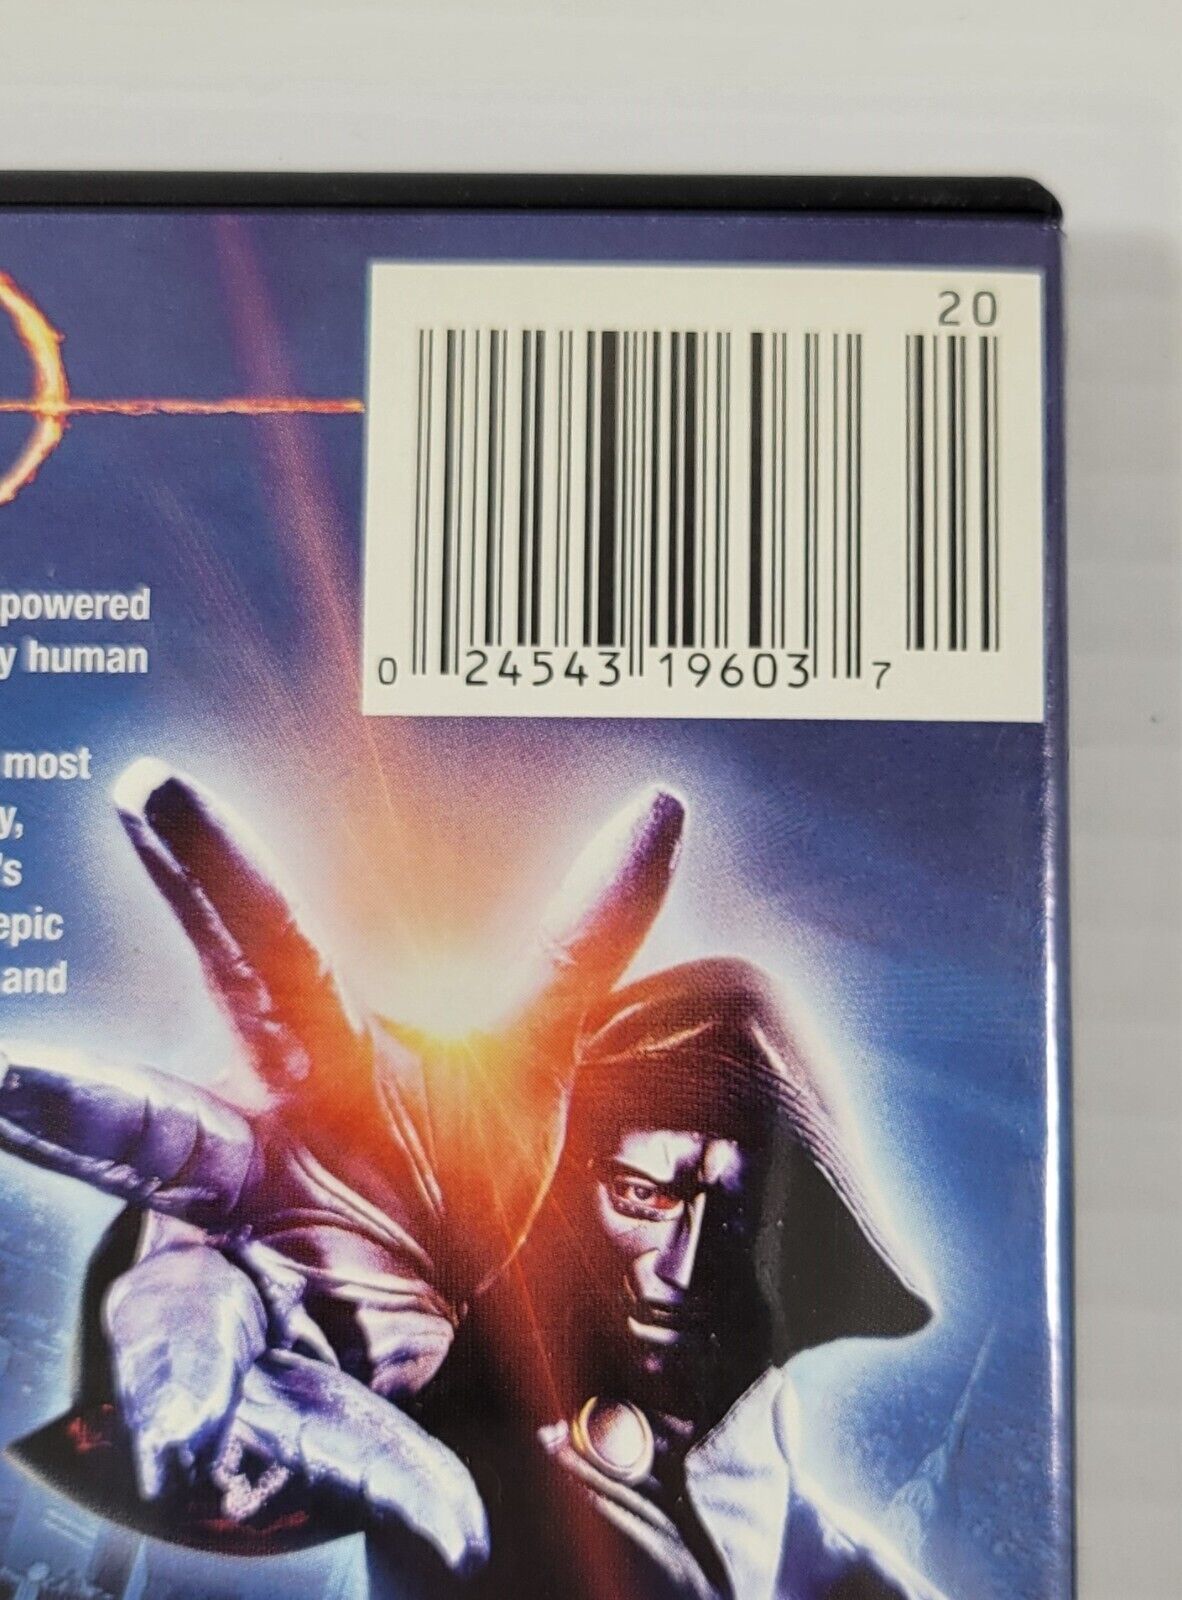 20
0 24543 19603 7
powered
y human
most
y,
's
epic
and